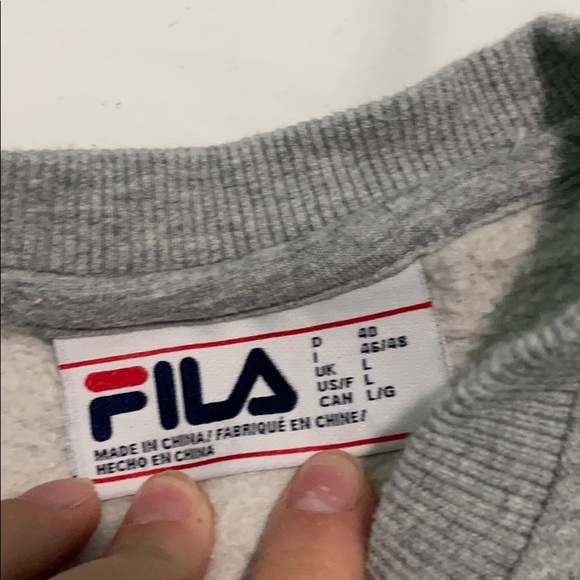 FILA
D 40
I 46/48
UK L
US/F L
CAN L/G
MADE IN CHINA/ FABRIQUÉ EN CHINE/
HECHO EN CHINA